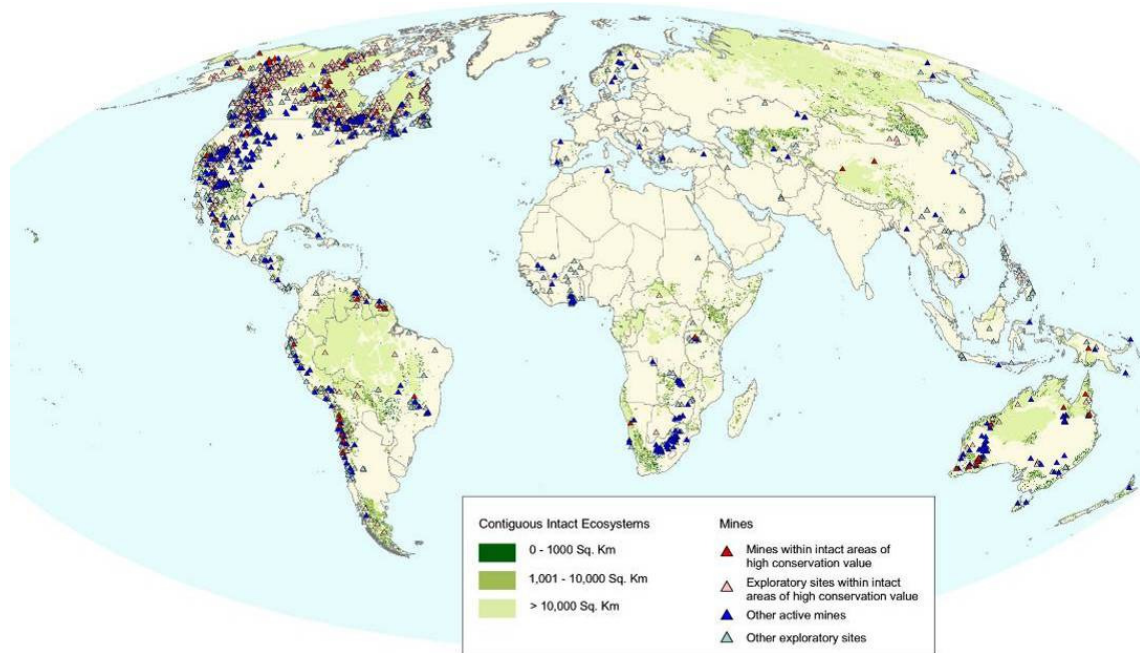 Contiguous Intact Ecosystems
0 - 1000 Sq. Km
1,001 - 10,000 Sq. Km
> 10,000 Sq. Km
Mines
Mines within intact areas of
high conservation value
Exploratory sites within intact
areas of high conservation value
Other active mines
Other exploratory sites